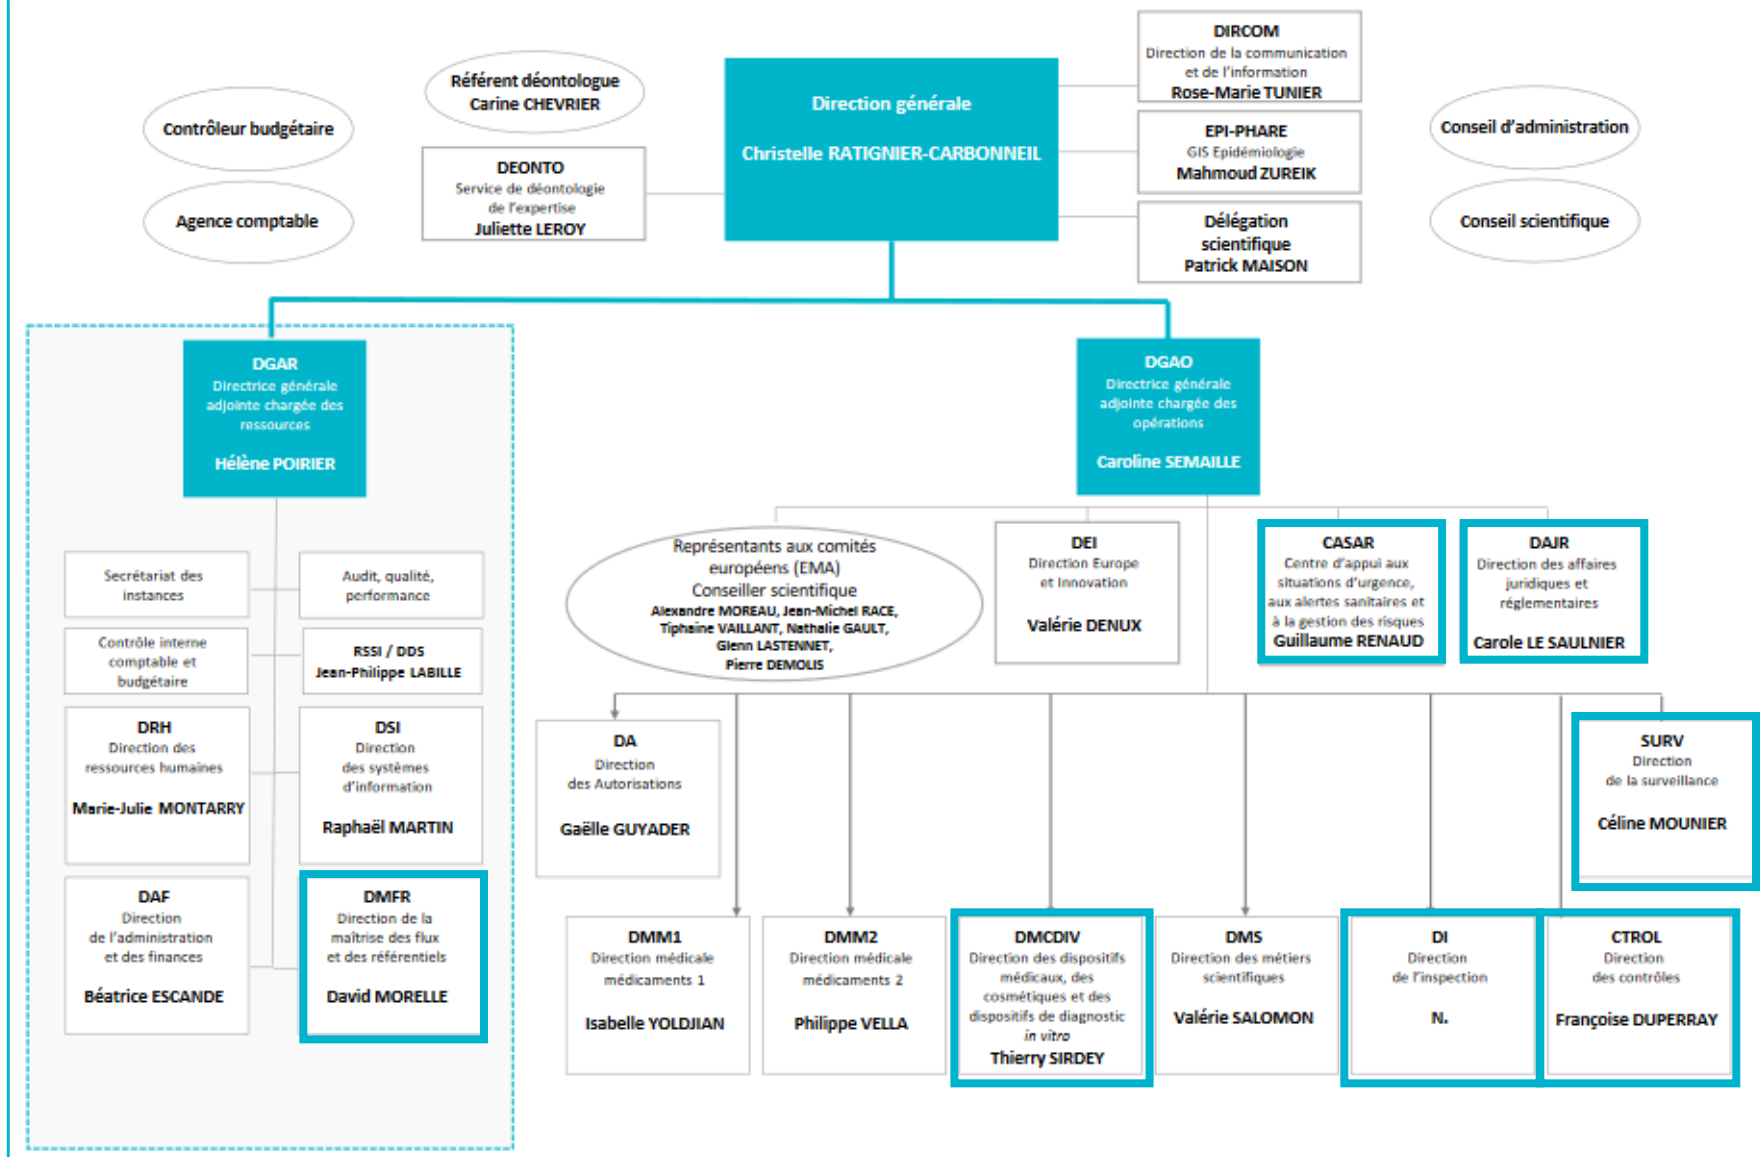 Contrôleur budgétaire
Agence comptable
Référent déontologue
Carine CHEVRIER
DEONTO
Service de déontologie
de l'expertise
Juliette LEROY
Direction générale
Christelle RATIGNIER-CARBONNEIL
DIRCOM
Direction de la communication
et de l'information
Rose-Marie TUNIER
EPI-PHARE
GIS Epidémiologie
Mahmoud ZUREIK
Délégation
scientifique
Patrick MAISON
Conseil d'administration
Conseil scientifique
DGAR
Directrice générale
adjointe chargée des
ressources
Hélène POIRIER
DGAO
Directrice générale
adjointe chargée des
opérations
Caroline SEMAILLE
Secrétariat des
instances
Audit, qualité,
performance
Contrôle interne
comptable et
budgétaire
RSSI / DDS
Jean-Philippe LABILLE
DRH
Direction des
ressources humaines
Marie-Julie MONTARRY
DSI
Direction
des systèmes
d'information
Raphaël MARTIN
DAF
Direction
de l'administration
et des finances
Béatrice ESCANDE
DMFR
Direction de la
maîtrise des flux
et des référentiels
David MORELLE
Représentants aux comités
européens (EMA)
Conseiller scientifique
Alexandre MOREAU, Jean-Michel RACE,
Tiphaine VAILLANT, Nathalie GAULT,
Glenn LASTENNET,
Pierre DEMOLIS
DEI
Direction Europe
et Innovation
Valérie DENUX
CASAR
Centre d'appui aux
situations d'urgence,
aux alertes sanitaires et
à la gestion des risques
Guillaume RENAUD
DAJR
Direction des affaires
juridiques et
réglementaires
Carole LE SAULNIER
DA
Direction
des Autorisations
Gaëlle GUYADER
SURV
Direction
de la surveillance
Céline MOUNIER
DMM1
Direction médicale
médicaments 1
Isabelle YOLDJIAN
DMM2
Direction médicale
médicaments 2
Philippe VELLA
DMCDIV
Direction des dispositifs
médicaux, des
cosmétiques et des
dispositifs de diagnostic
in vitro
Thierry SIRDEY
DMS
Direction des métiers
scientifiques
Valérie SALOMON
DI
Direction
de l'inspection
N.
CTROL
Direction
des contrôles
Françoise DUPERRAY